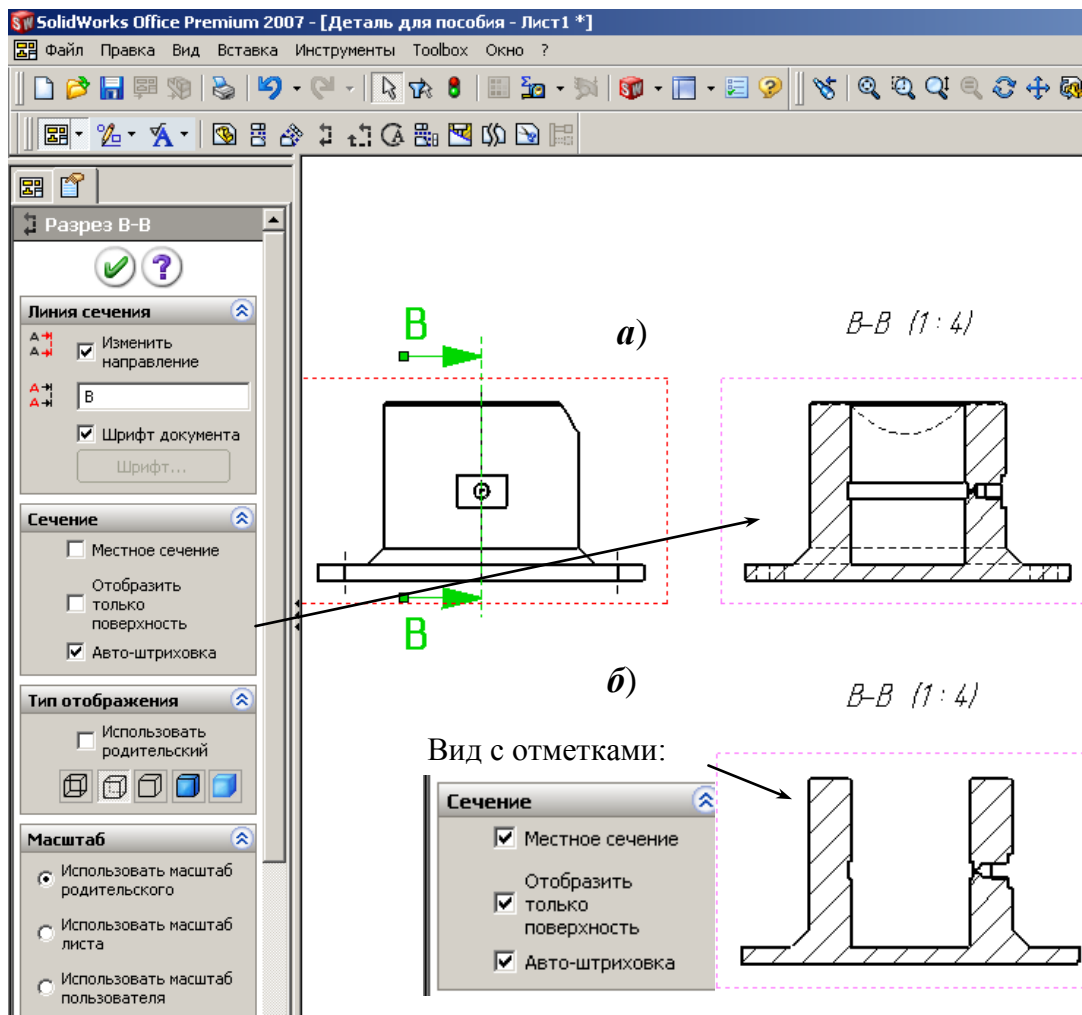 SolidWorks Office Premium 2007 - [Деталь для пособия - Лист1 *]
Файл Правка Вид Вставка Инструменты Toolbox Окно ?
Разрез B-B
Линия сечения
Изменить
направление
B
Шрифт документа
Шрифт...
Сечение
Местное сечение
Отобразить
только
поверхность
Авто-штриховка
Тип отображения
Использовать
родительский
Масштаб
Использовать масштаб
родительского
Использовать масштаб
листа
Использовать масштаб
пользователя
B
а)
B-B (1:4)
B
б)
B-B (1:4)
Вид с отметками:
Сечение
Местное сечение
Отобразить
только
поверхность
Авто-штриховка